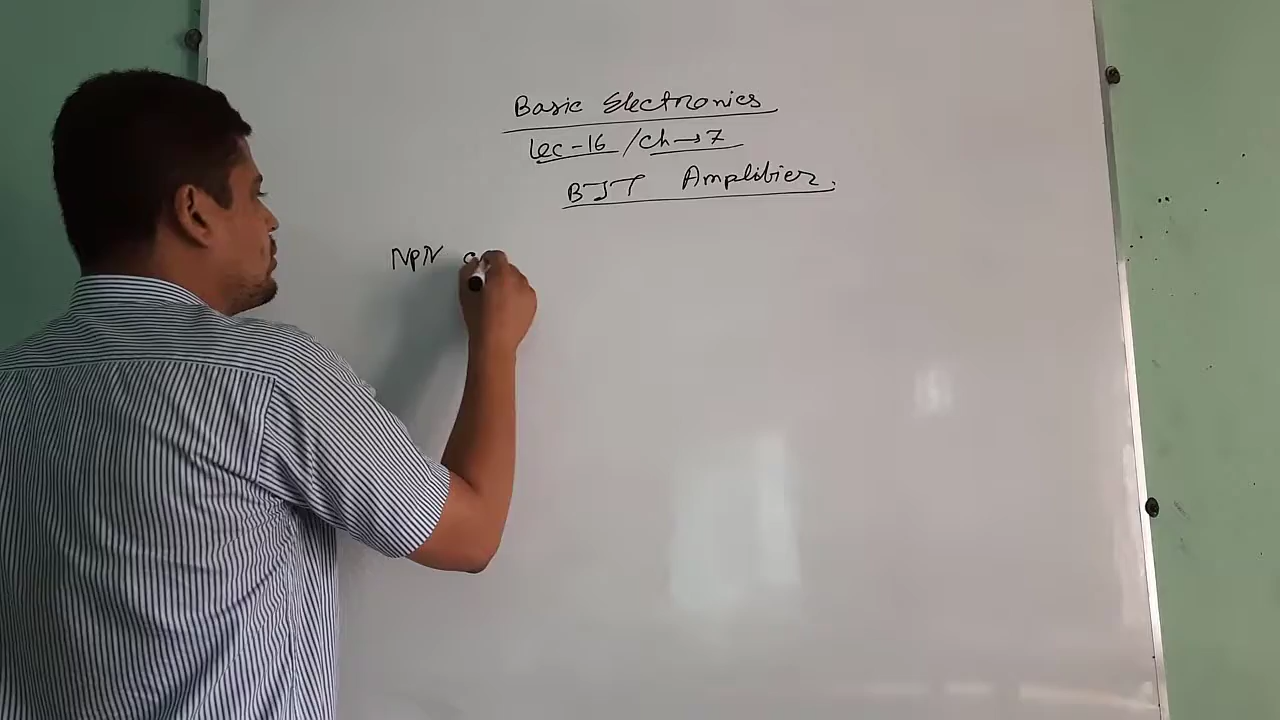 Basic Electronics
Lec-16 / Ch→7
BJT Amplifier.
NPN